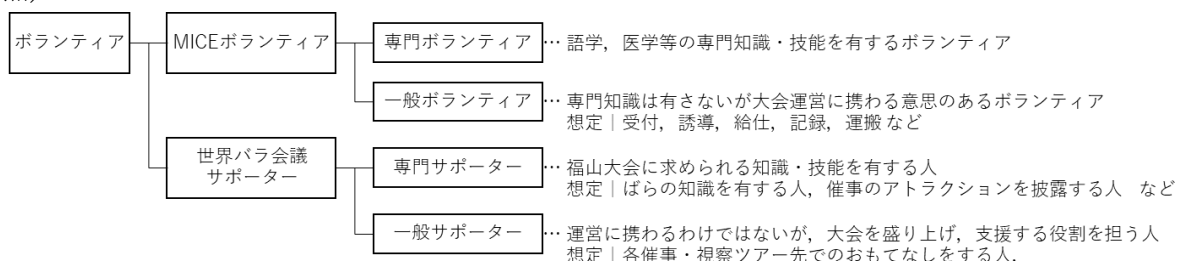 ボランティア
MICEボランティア
専門ボランティア … 語学，医学等の専門知識・技能を有するボランティア
一般ボランティア … 専門知識は有さないが大会運営に携わる意思のあるボランティア
想定｜受付，誘導，給仕，記録，運搬 など
世界バラ会議
サポーター
専門サポーター … 福山大会に求められる知識・技能を有する人
想定｜ばらの知識を有する人，催事のアトラクションを披露する人　など
一般サポーター … 運営に携わるわけではないが，大会を盛り上げ，支援する役割を担う人
想定｜各催事・視察ツアー先でのおもてなしをする人，